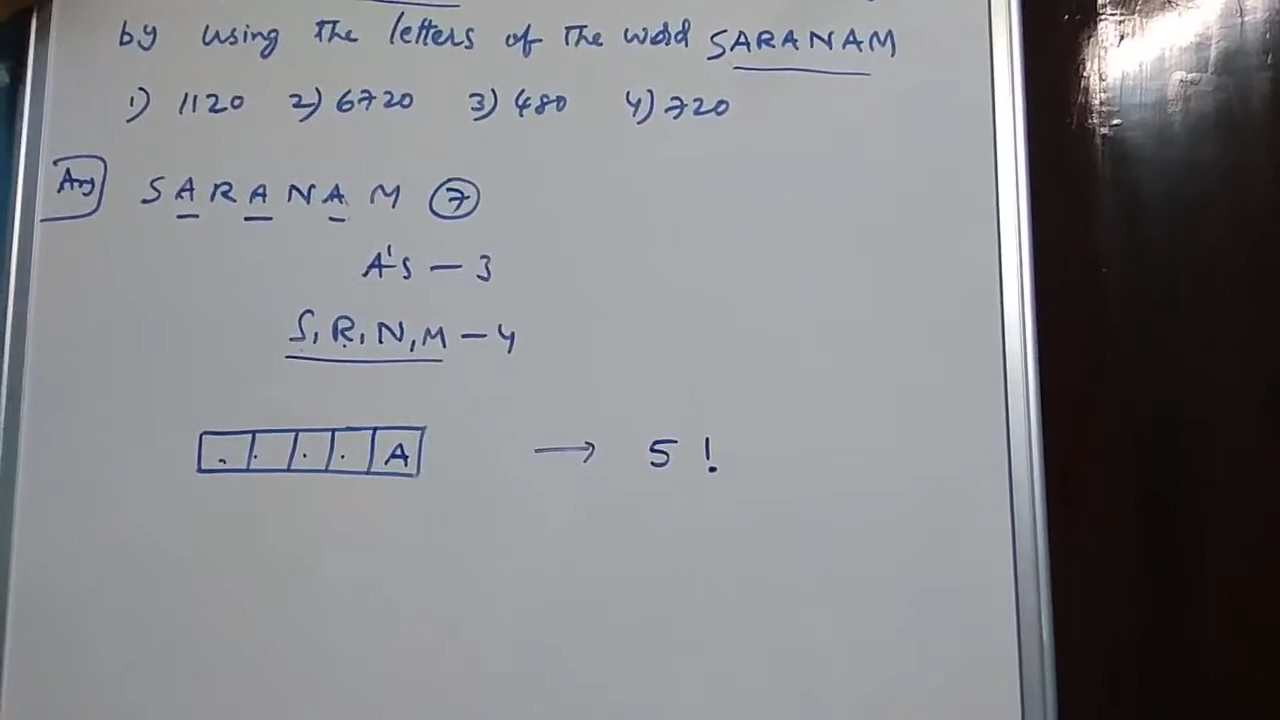 by using the letters of the word SARANAM
1) 1120 2) 6720 3) 480 4) 720
Ans SARANAM 7
A's - 3
S, R, N, M - 4
. . . . A → 5!